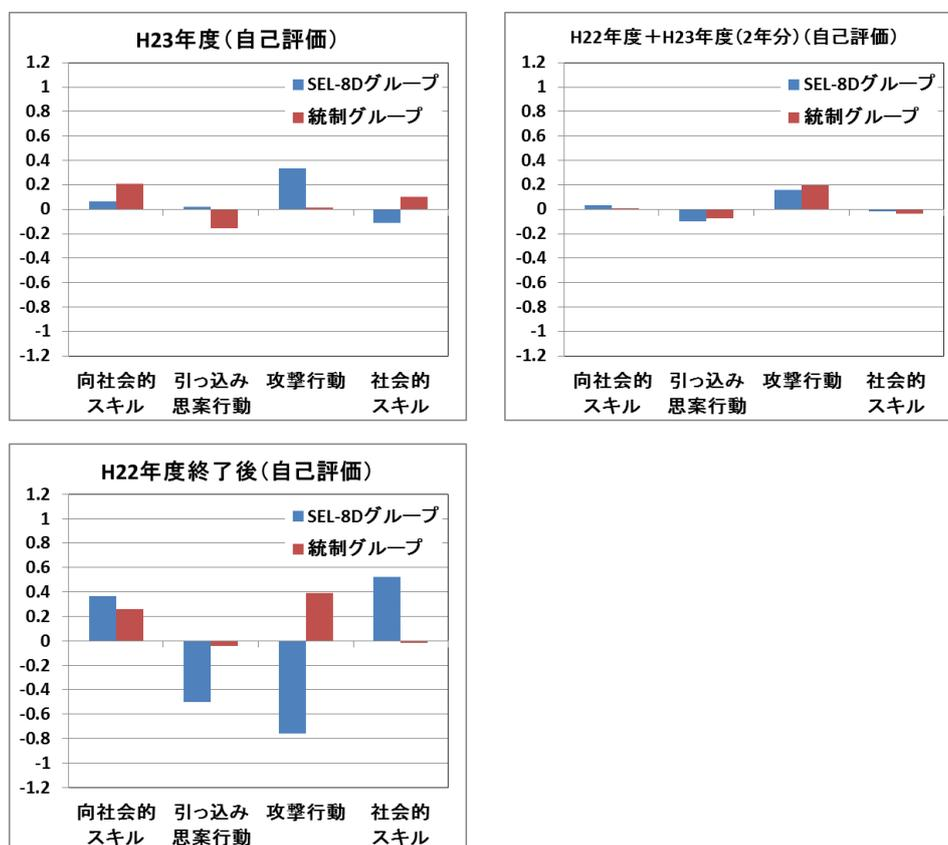 H23年度(自己評価)
1.2
1
0.8
0.6
0.4
0.2
0
-0.2
-0.4
-0.6
-0.8
-1
-1.2
SEL-8Dグループ
統制グループ
向社会的
スキル
引っ込み
思案行動
攻撃行動
社会的
スキル
H22年度+H23年度(2年分)(自己評価)
1.2
1
0.8
0.6
0.4
0.2
0
-0.2
-0.4
-0.6
-0.8
-1
-1.2
SEL-8Dグループ
統制グループ
向社会的
スキル
引っ込み
思案行動
攻撃行動
社会的
スキル
H22年度終了後(自己評価)
1.2
1
0.8
0.6
0.4
0.2
0
-0.2
-0.4
-0.6
-0.8
-1
-1.2
SEL-8Dグループ
統制グループ
向社会的
スキル
引っ込み
思案行動
攻撃行動
社会的
スキル